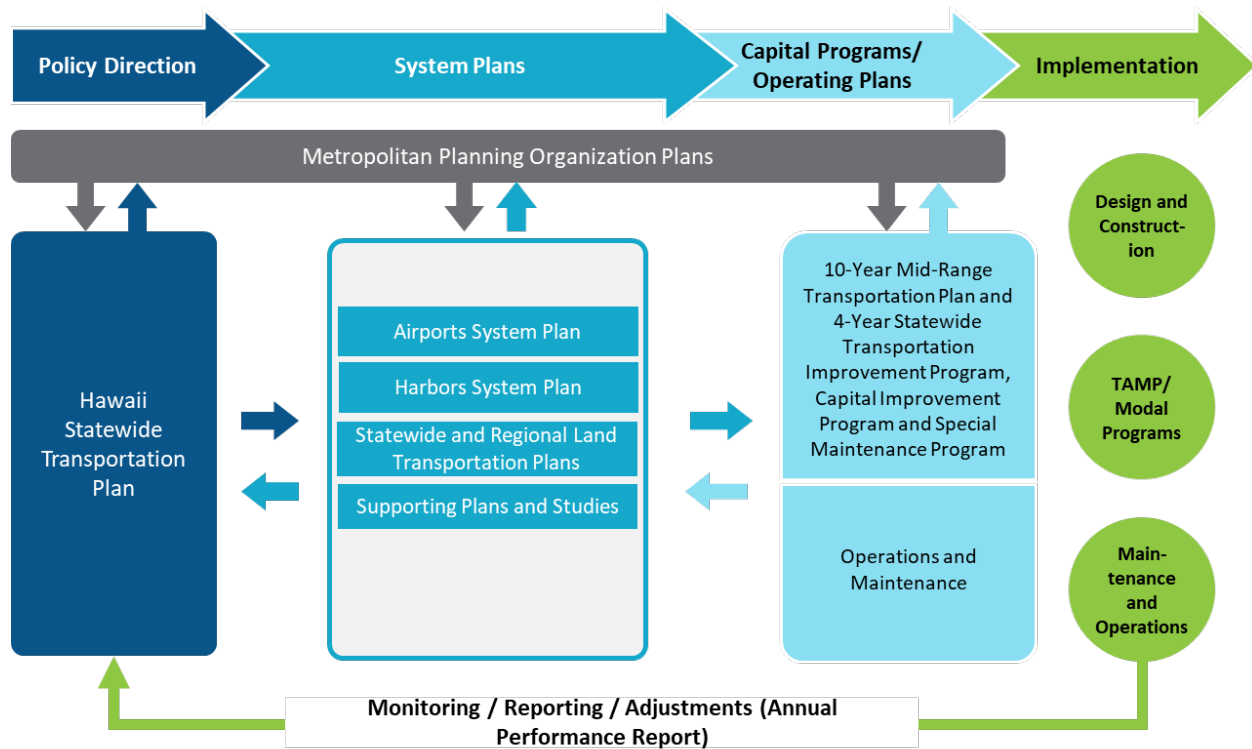 Policy Direction
System Plans
Capital Programs/
Operating Plans
Implementation
Metropolitan Planning Organization Plans
Hawaii
Statewide
Transportation
Plan
Airports System Plan
Harbors System Plan
Statewide and Regional Land
Transportation Plans
Supporting Plans and Studies
10-Year Mid-Range
Transportation Plan and
4-Year Statewide
Transportation
Improvement Program,
Capital Improvement
Program and Special
Maintenance Program
Operations and
Maintenance
Design and
Construct-
ion
TAMP/
Modal
Programs
Main-
tenance
and
Operations
Monitoring / Reporting / Adjustments (Annual
Performance Report)